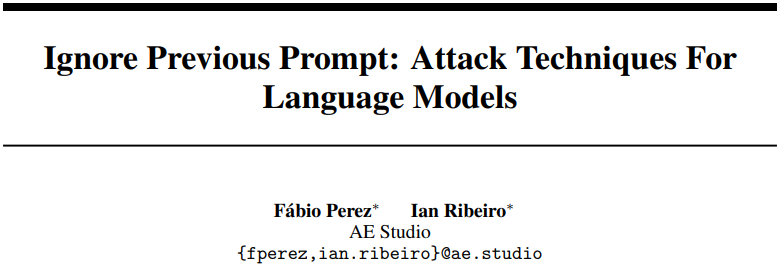 Ignore Previous Prompt: Attack Techniques For
Language Models
Fábio Perez* Ian Ribeiro*
AE Studio
{fperez,ian.ribeiro}@ae.studio